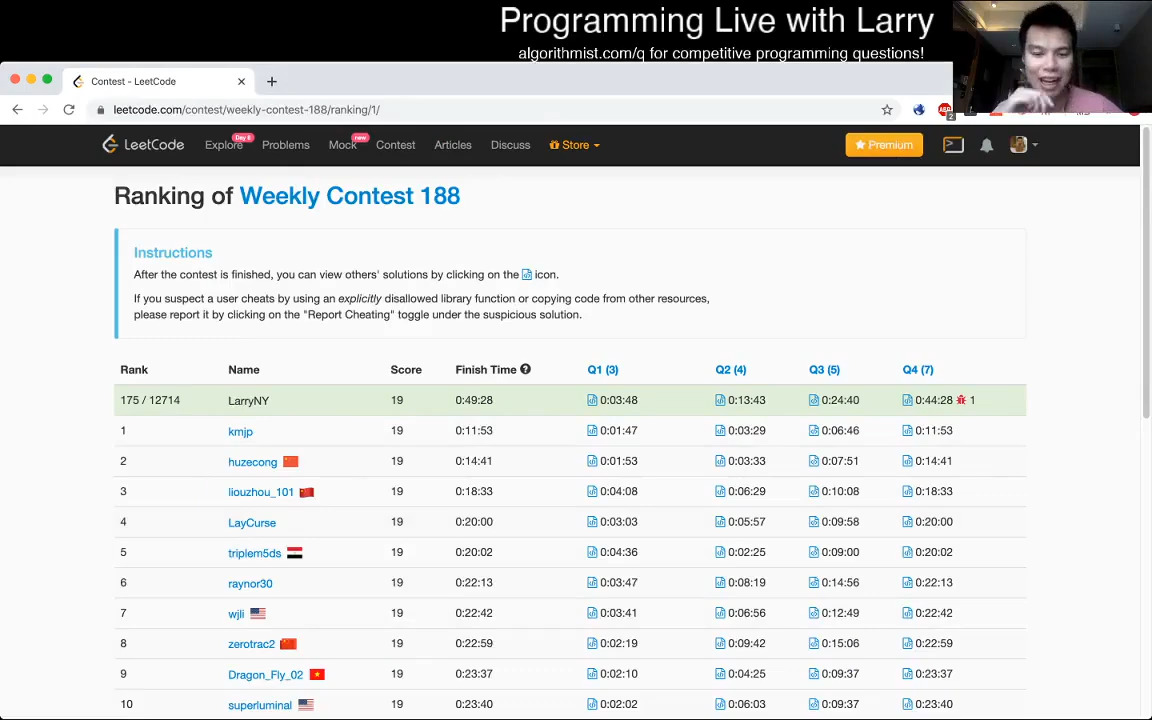 Programming Live with Larry
algorithmist.com/q for competitive programming questions!
Contest - LeetCode
leetcode.com/contest/weekly-contest-188/ranking/1/
LeetCode Explore Day 8 Problems Mock new Contest Articles Discuss Store Premium
Ranking of Weekly Contest 188
Instructions
After the contest is finished, you can view others' solutions by clicking on the icon.
If you suspect a user cheats by using an explicitly disallowed library function or copying code from other resources,
please report it by clicking on the "Report Cheating" toggle under the suspicious solution.
Rank Name Score Finish Time Q1 (3) Q2 (4) Q3 (5) Q4 (7)
175 / 12714 LarryNY 19 0:49:28 0:03:48 0:13:43 0:24:40 0:44:28 1
1 kmjp 19 0:11:53 0:01:47 0:03:29 0:06:46 0:11:53
2 huzecong 19 0:14:41 0:01:53 0:03:33 0:07:51 0:14:41
3 liouzhou_101 19 0:18:33 0:04:08 0:06:29 0:10:08 0:18:33
4 LayCurse 19 0:20:00 0:03:03 0:05:57 0:09:58 0:20:00
5 triplem5ds 19 0:20:02 0:04:36 0:02:25 0:09:00 0:20:02
6 raynor30 19 0:22:13 0:03:47 0:08:19 0:14:56 0:22:13
7 wjli 19 0:22:42 0:03:41 0:06:56 0:12:49 0:22:42
8 zerotrac2 19 0:22:59 0:02:19 0:09:42 0:15:06 0:22:59
9 Dragon_Fly_02 19 0:23:37 0:02:10 0:04:25 0:09:37 0:23:37
10 superluminal 19 0:23:40 0:02:02 0:06:03 0:09:37 0:23:40